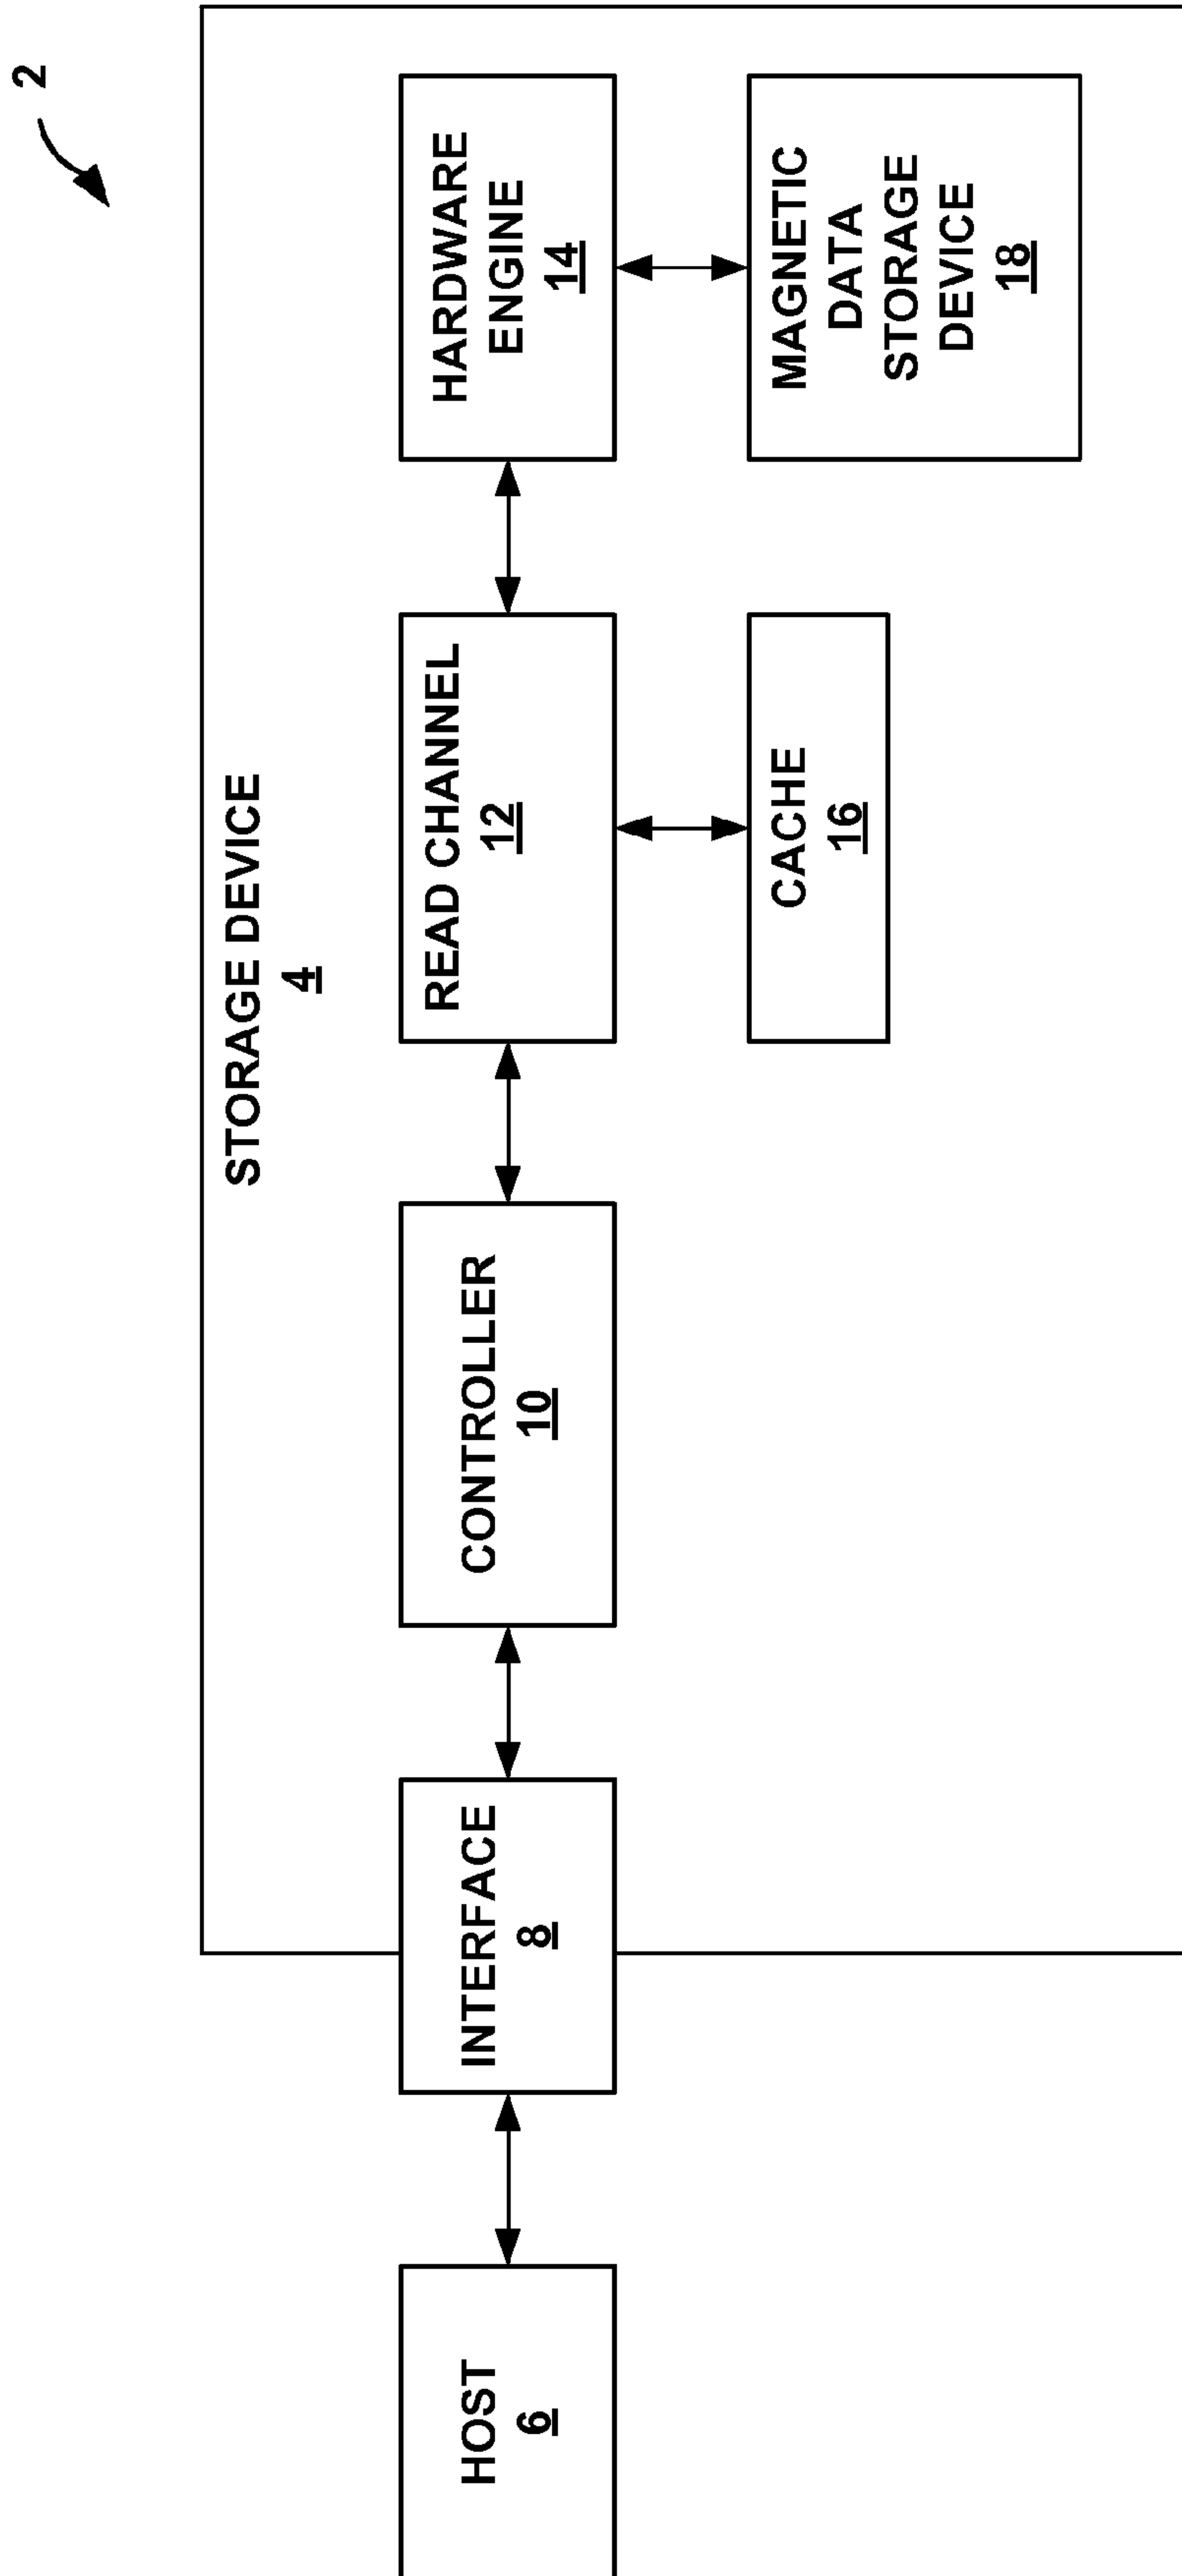 2
STORAGE DEVICE
4
HOST
6
INTERFACE
8
CONTROLLER
10
READ CHANNEL
12
HARDWARE
ENGINE
14
CACHE
16
MAGNETIC
DATA
STORAGE
DEVICE
18